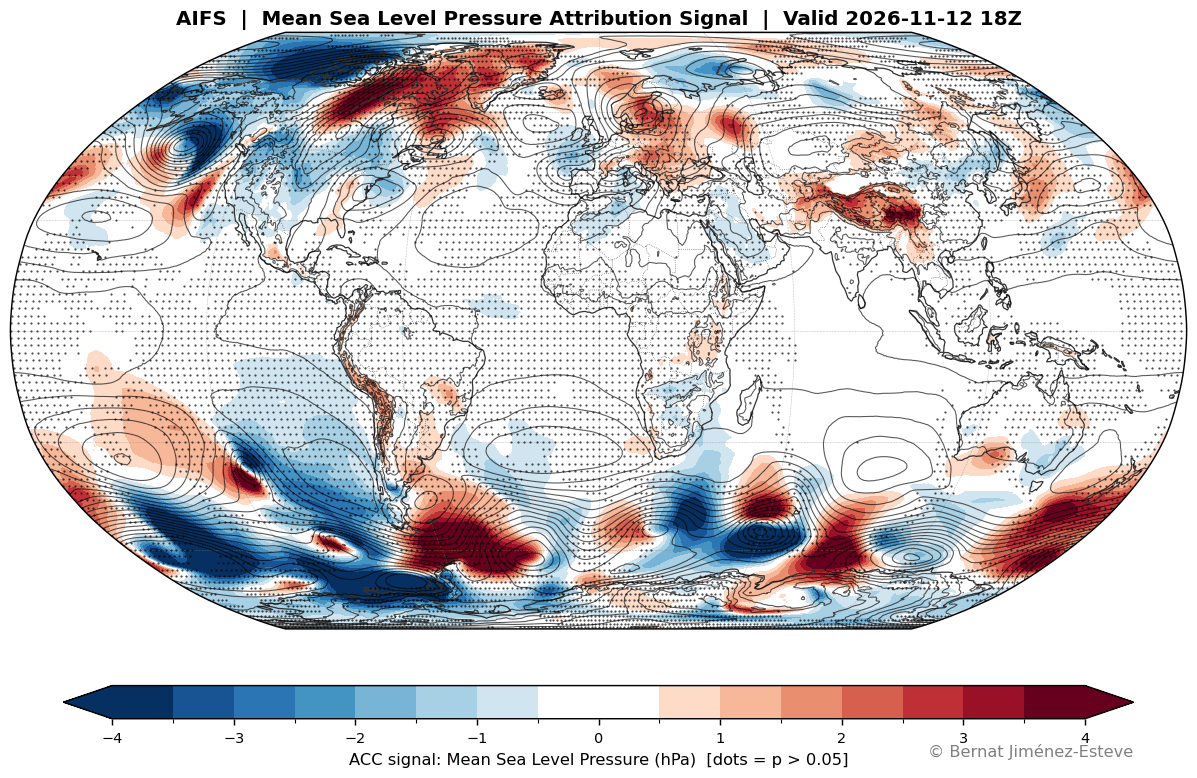 AIFS | Mean Sea Level Pressure Attribution Signal | Valid 2026-11-12 18Z
−4 −3 −2 −1 0 1 2 3 4
ACC signal: Mean Sea Level Pressure (hPa) [dots = p > 0.05]
© Bernat Jiménez-Esteve